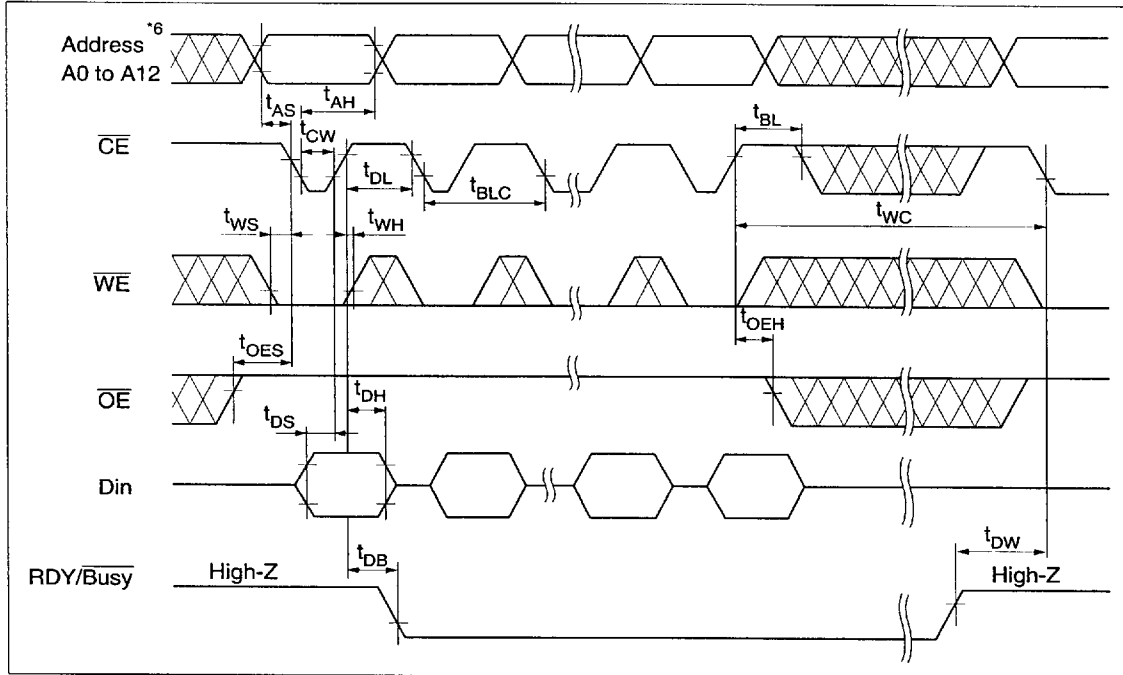 Address *6
A0 to A12
tAS
tAH
CE
tCW
tBL
tDL
tBLC
tWS
tWH
tWC
WE
tOES
tOEH
OE
tDH
tDS
Din
tDB
tDW
RDY/Busy
High-Z
High-Z